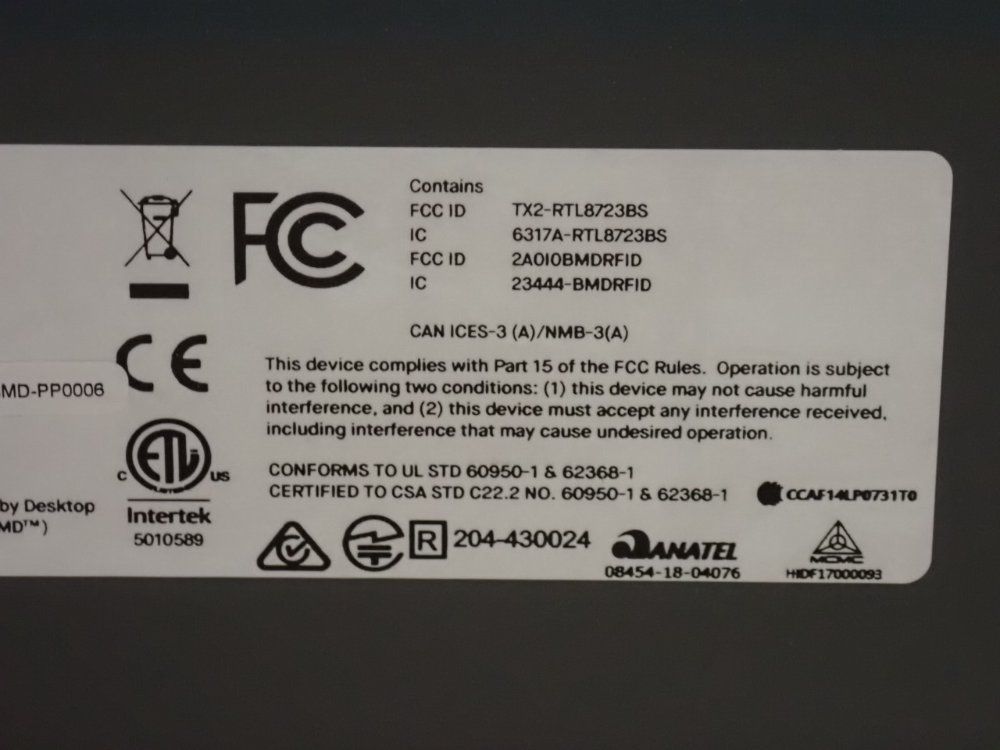 FCC
Contains
FCC ID TX2-RTL8723BS
IC 6317A-RTL8723BS
FCC ID 2AOIOBMDRFID
IC 23444-BMDRFID
CAN ICES-3 (A)/NMB-3(A)
CE
MD-PP0006
This device complies with Part 15 of the FCC Rules. Operation is subject
to the following two conditions: (1) this device may not cause harmful
interference, and (2) this device must accept any interference received,
including interference that may cause undesired operation.
C ETL US
LISTED
Intertek
5010589
by Desktop
MD™)
CONFORMS TO UL STD 60950-1 & 62368-1
CERTIFIED TO CSA STD C22.2 NO. 60950-1 & 62368-1
CCAF14LP0731T0
R 204-430024
ANATEL
08454-18-04076
MCMC
HIDF17000093